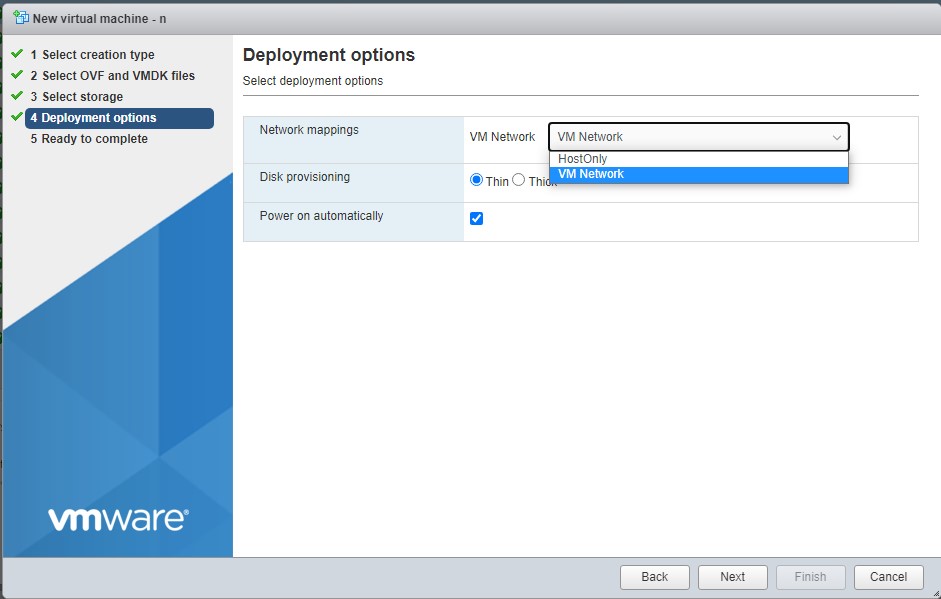 New virtual machine - n
1 Select creation type
2 Select OVF and VMDK files
3 Select storage
4 Deployment options
5 Ready to complete
vmware®
Deployment options
Select deployment options
Network mappings
VM Network
VM Network
HostOnly
VM Network
Disk provisioning
Thin
Thick
Power on automatically
Back
Next
Finish
Cancel